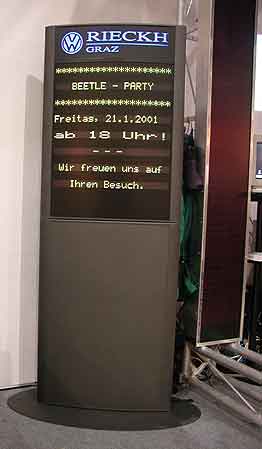 RIECKH
GRAZ
*******************
BEETLE - PARTY
*******************
Freitas, 21.1.2001
ab 18 Uhr!
- - -
Wir freuen uns auf
Ihren Besuch.